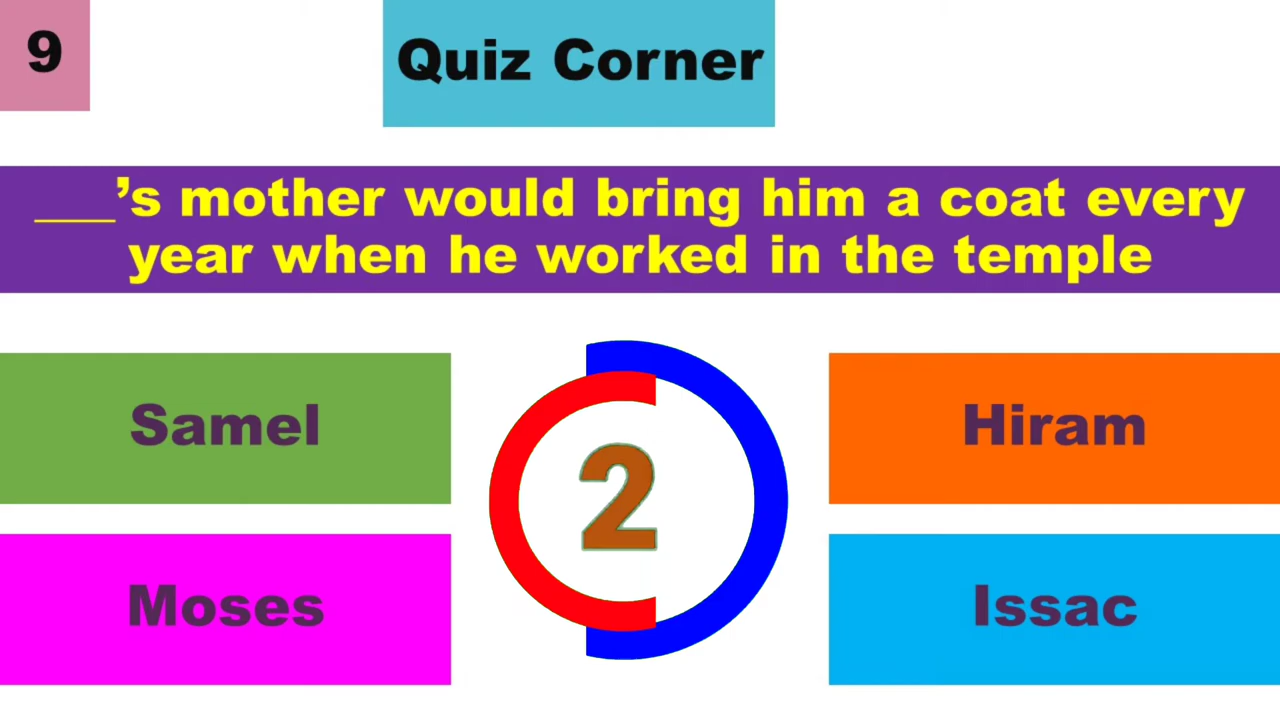 9
Quiz Corner
___’s mother would bring him a coat every
year when he worked in the temple
Samel
Hiram
2
Moses
Issac